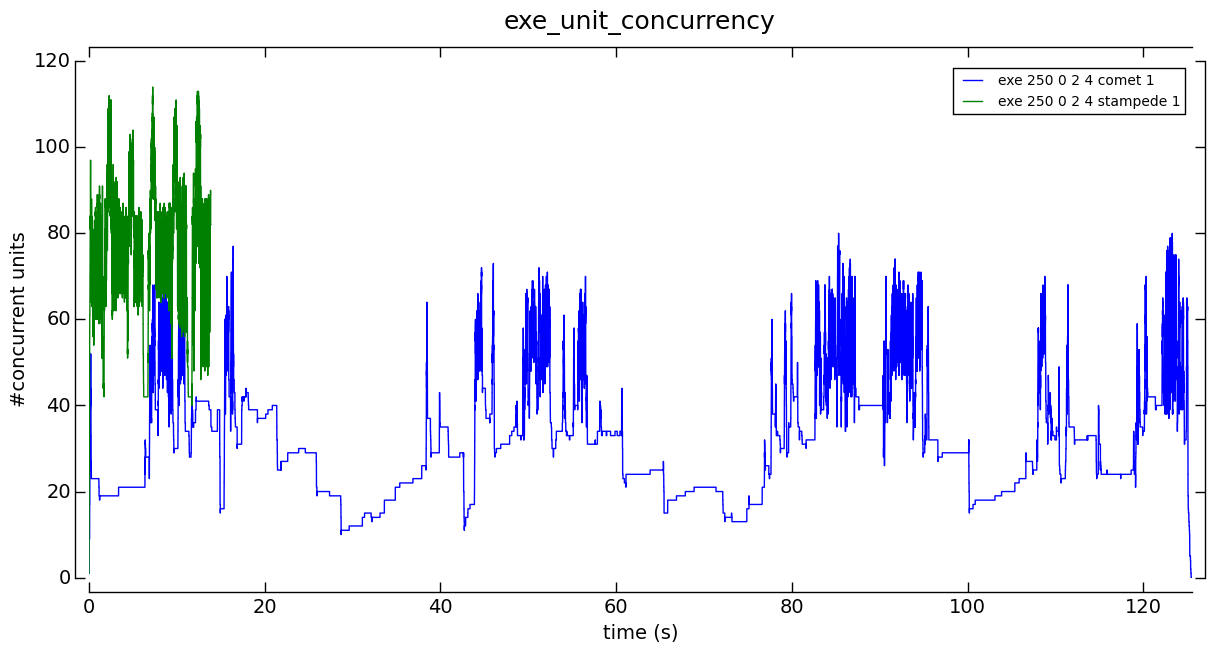 exe_unit_concurrency
exe 250 0 2 4 comet 1
exe 250 0 2 4 stampede 1
#concurrent units
120
100
80
60
40
20
0
0 20 40 60 80 100 120
time (s)